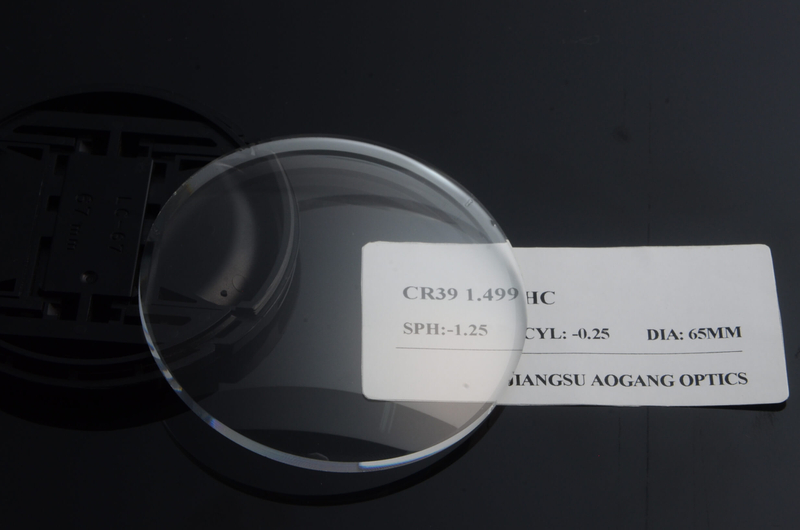 CR39 1.499 HC
SPH:-1.25 CYL: -0.25 DIA: 65MM
JIANGSU AOGANG OPTICS